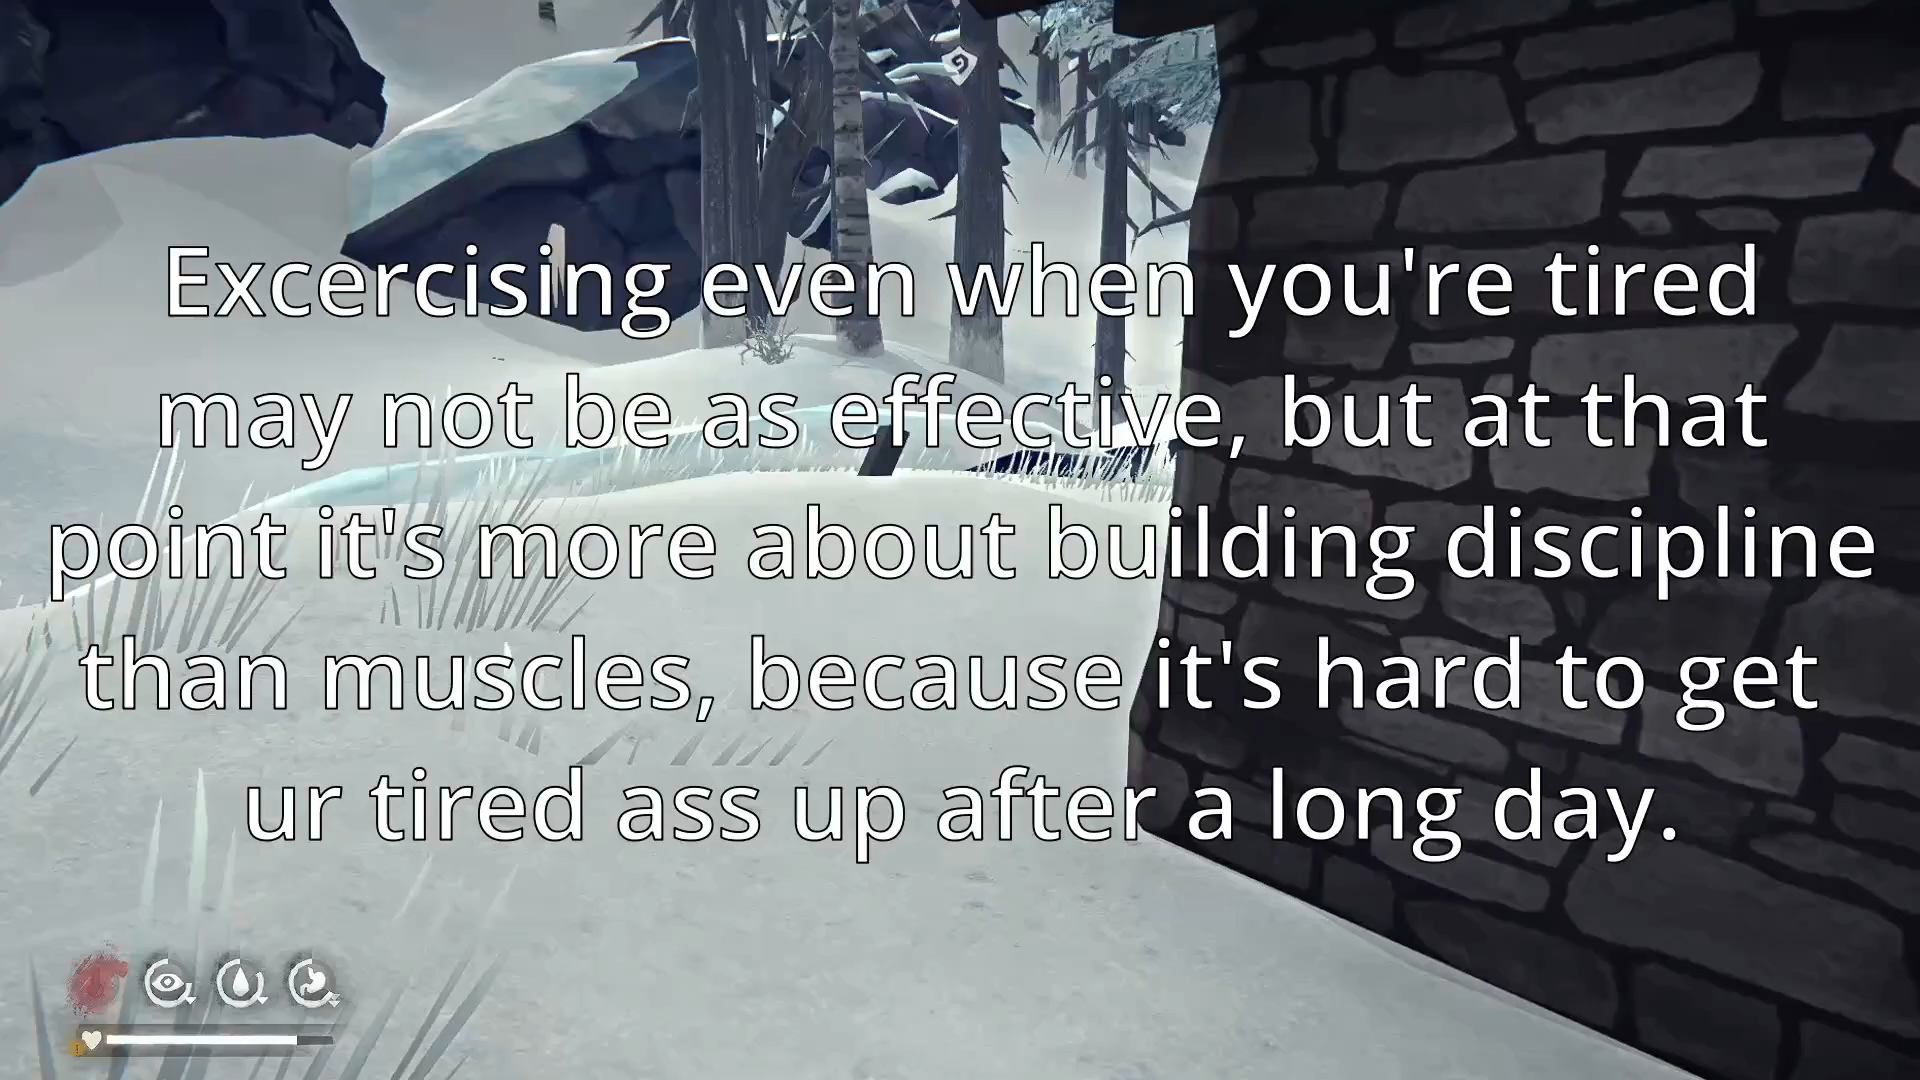 Excercising even when you're tired
may not be as effective, but at that
point it's more about building discipline
than muscles, because it's hard to get
ur tired ass up after a long day.